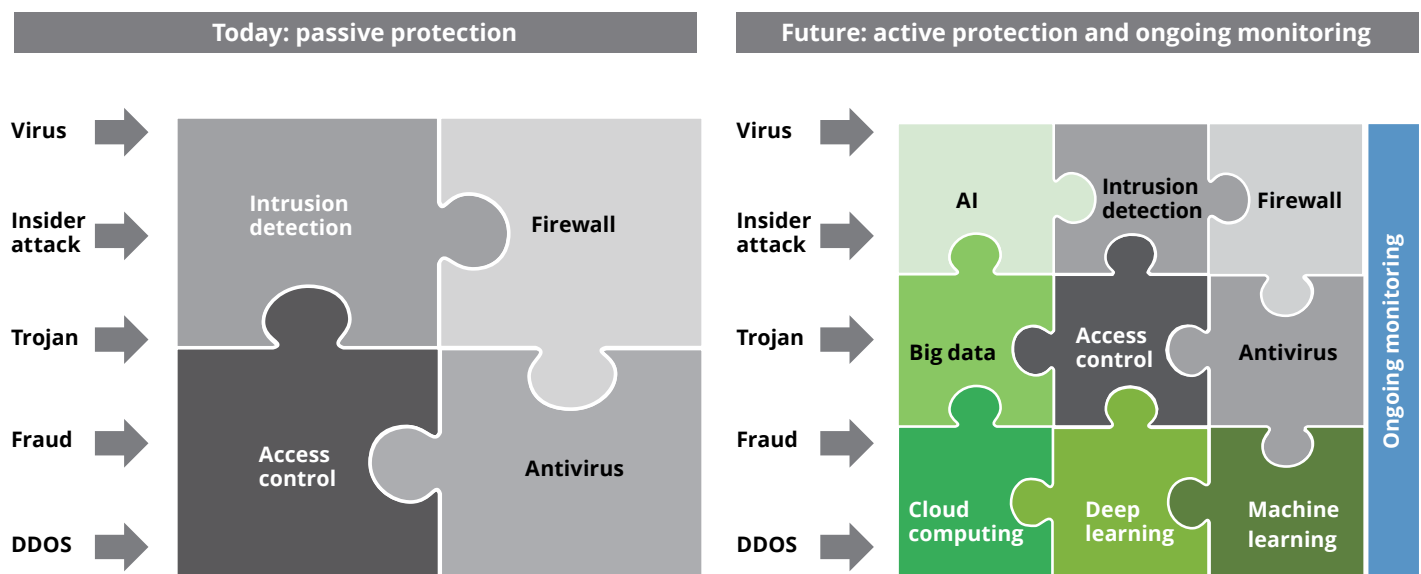 Today: passive protection
Virus
Insider
attack
Trojan
Fraud
DDOS
Intrusion
detection
Firewall
Access
control
Antivirus
Future: active protection and ongoing monitoring
Virus
Insider
attack
Trojan
Fraud
DDOS
AI
Intrusion
detection
Firewall
Big data
Access
control
Antivirus
Cloud
computing
Deep
learning
Machine
learning
Ongoing monitoring